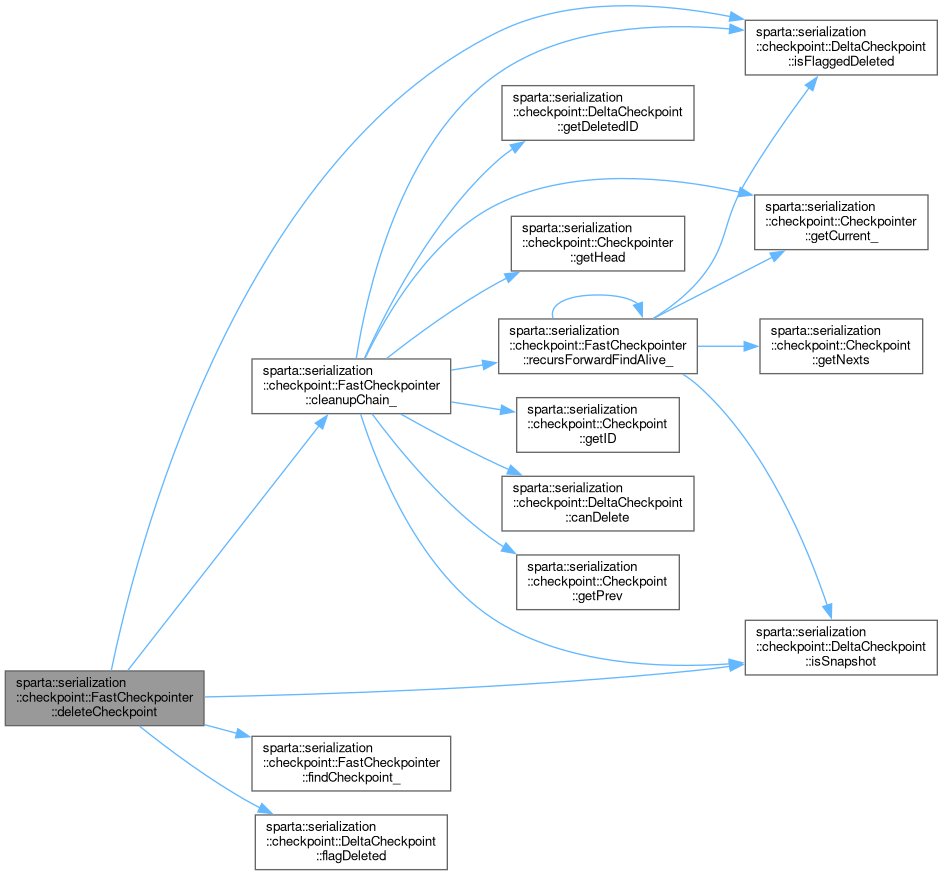 sparta::serialization
::checkpoint::DeltaCheckpoint
::isFlaggedDeleted
sparta::serialization
::checkpoint::DeltaCheckpoint
::getDeletedID
sparta::serialization
::checkpoint::Checkpointer
::getCurrent_
sparta::serialization
::checkpoint::Checkpointer
::getHead
sparta::serialization
::checkpoint::FastCheckpointer
::recursForwardFindAlive_
sparta::serialization
::checkpoint::Checkpoint
::getNexts
sparta::serialization
::checkpoint::FastCheckpointer
::cleanupChain_
sparta::serialization
::checkpoint::Checkpoint
::getID
sparta::serialization
::checkpoint::DeltaCheckpoint
::canDelete
sparta::serialization
::checkpoint::Checkpoint
::getPrev
sparta::serialization
::checkpoint::DeltaCheckpoint
::isSnapshot
sparta::serialization
::checkpoint::FastCheckpointer
::deleteCheckpoint
sparta::serialization
::checkpoint::FastCheckpointer
::findCheckpoint_
sparta::serialization
::checkpoint::DeltaCheckpoint
::flagDeleted